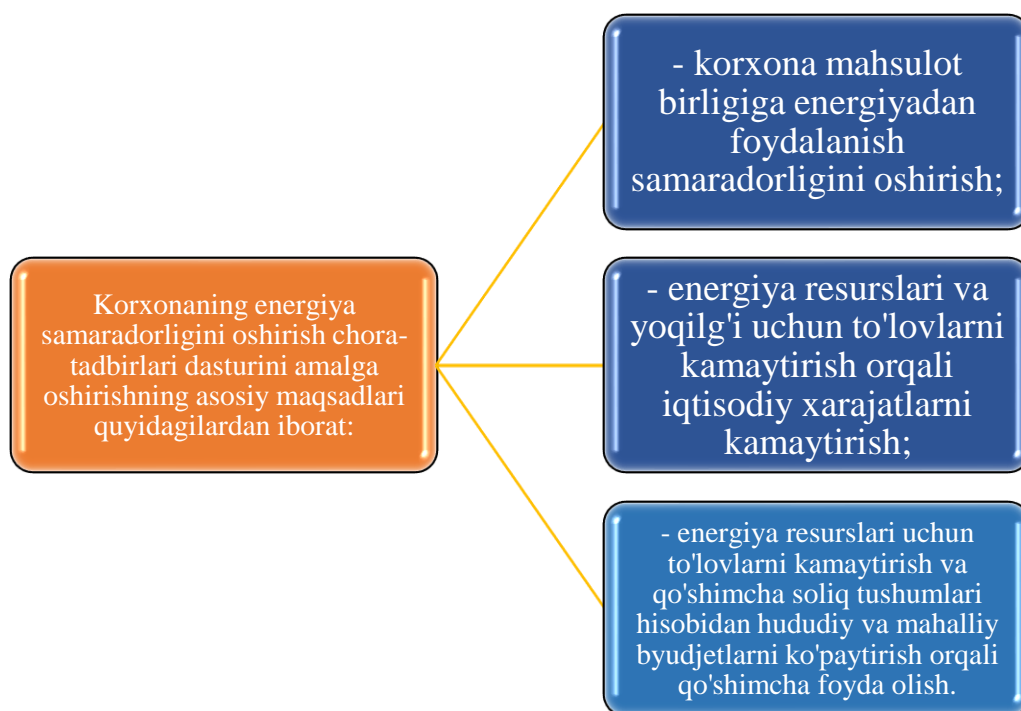 Korxonaning energiya
samaradorligini oshirish chora-
tadbirlari dasturini amalga
oshirishning asosiy maqsadlari
quyidagilardan iborat:
- korxona mahsulot
birligiga energiyadan
foydalanish
samaradorligini oshirish;
- energiya resurslari va
yoqilg'i uchun to'lovlarni
kamaytirish orqali
iqtisodiy xarajatlarni
kamaytirish;
- energiya resurslari uchun
to'lovlarni kamaytirish va
qo'shimcha soliq tushumlari
hisobidan hududiy va mahalliy
byudjetlarni ko'paytirish orqali
qo'shimcha foyda olish.